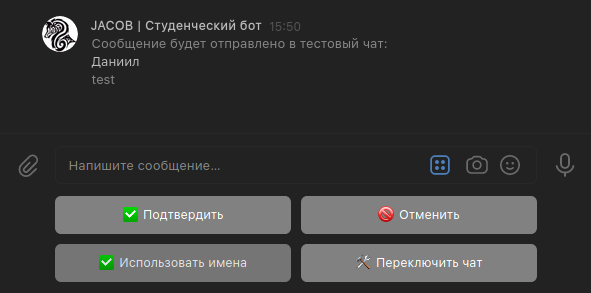 JACOB | Студенческий бот 15:50
Сообщение будет отправлено в тестовый чат:
Даниил
test
Напишите сообщение...
✅ Подтвердить
🚫 Отменить
✅ Использовать имена
🛠 Переключить чат